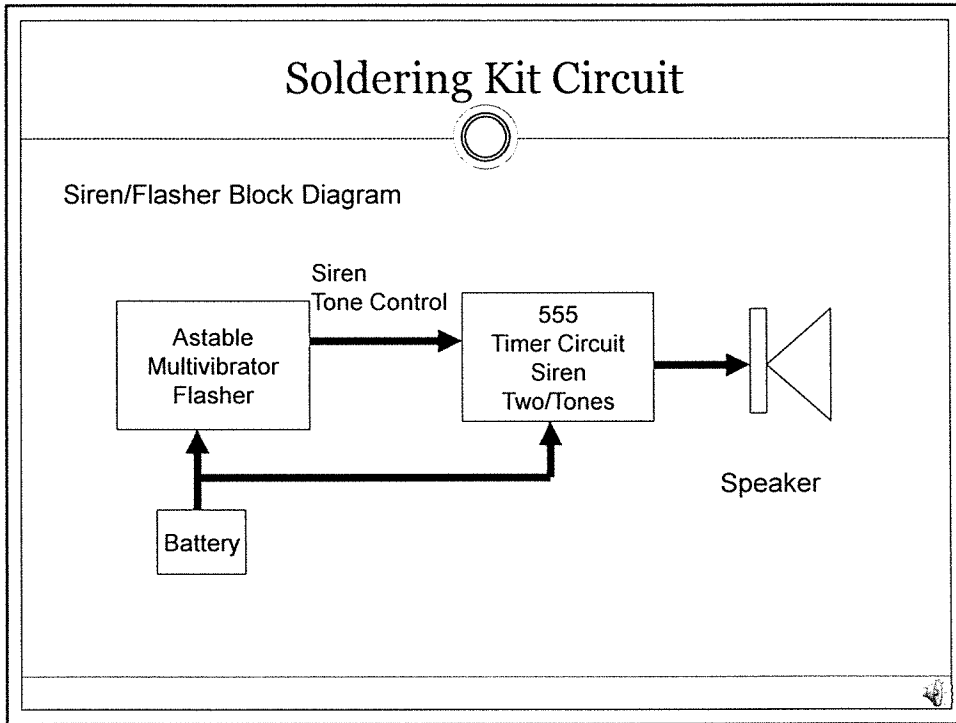 Soldering Kit Circuit
Siren/Flasher Block Diagram
Siren
Tone Control
Astable
Multivibrator
Flasher
555
Timer Circuit
Siren
Two/Tones
Speaker
Battery